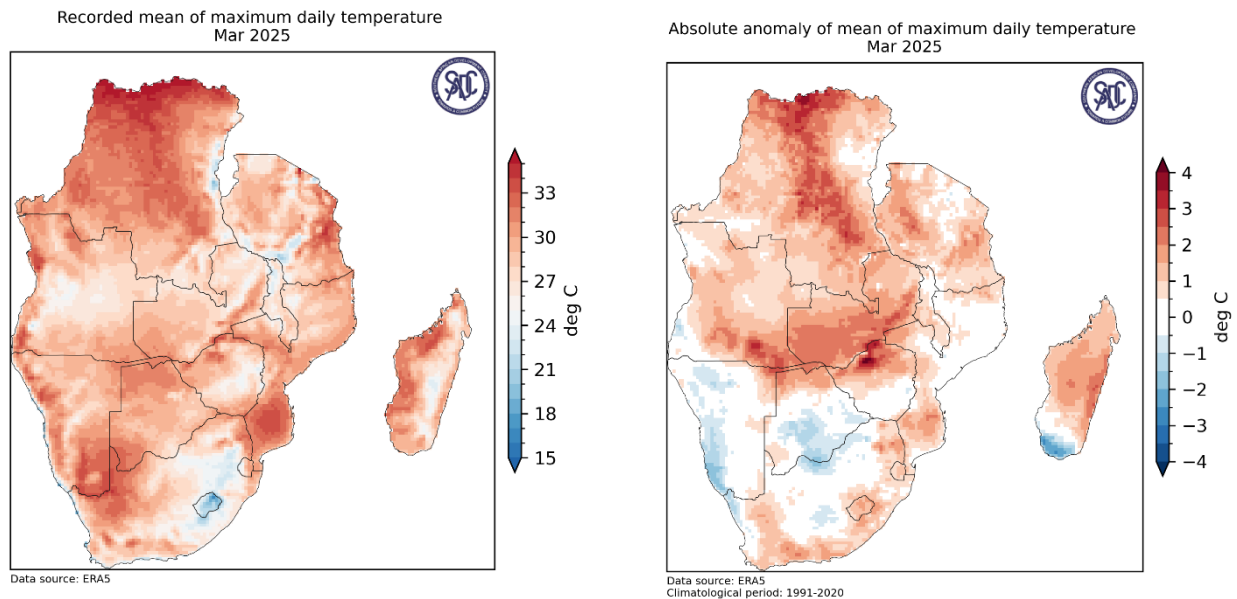 Recorded mean of maximum daily temperature
Mar 2025
SADC
33
30
27
24
21
18
15
deg C
Data source: ERA5
Absolute anomaly of mean of maximum daily temperature
Mar 2025
SADC
4
3
2
1
0
−1
−2
−3
−4
deg C
Data source: ERA5
Climatological period: 1991-2020